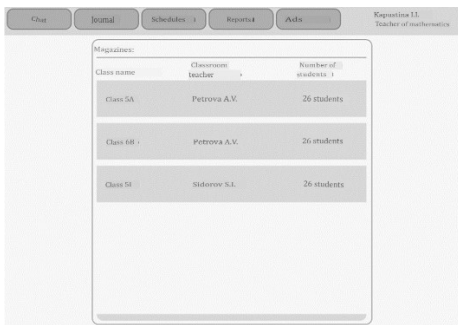 Chat Journal Schedules Reports Ads Kapustina I.I.
Teacher of mathematics
Magazines:
Class name Classroom teacher Number of students
Class 5A Petrova A.V. 26 students
Class 6B Petrova A.V. 26 students
Class Sidorov S.I. 26 students